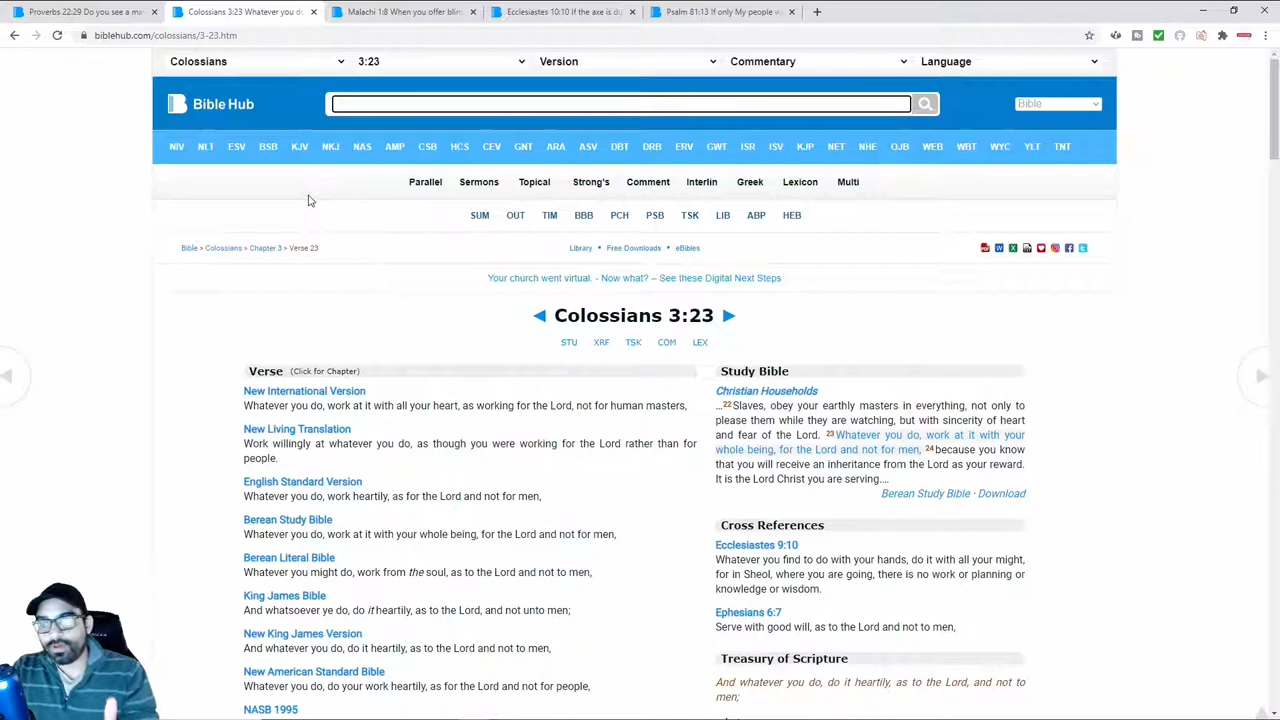 Proverbs 22:29 Do you see a ma
Colossians 3:23 Whatever you do
Malachi 1:8 When you offer blin
Ecclesiastes 10:10 If the axe is d
Psalm 81:13 If only My people w
biblehub.com/colossians/3-23.htm
Colossians
3:23
Version
Commentary
Language
Bible Hub
Bible
NIV NLT ESV BSB KJV NKJ NAS AMP CSB HCS CEV GNT ARA ASV DBT DRB ERV GWT ISR ISV KJP NET NHE OJB WEB WBT WYC YLT TNT
Parallel Sermons Topical Strong's Comment Interlin Greek Lexicon Multi
SUM OUT TIM BBB PCH PSB TSK LIB ABP HEB
Bible > Colossians > Chapter 3 > Verse 23
Library • Free Downloads • eBibles
Your church went virtual. - Now what? – See these Digital Next Steps
◄ Colossians 3:23 ►
STU XRF TSK COM LEX
Verse (Click for Chapter)
New International Version
Whatever you do, work at it with all your heart, as working for the Lord, not for human masters,
New Living Translation
Work willingly at whatever you do, as though you were working for the Lord rather than for
people.
English Standard Version
Whatever you do, work heartily, as for the Lord and not for men,
Berean Study Bible
Whatever you do, work at it with your whole being, for the Lord and not for men,
Berean Literal Bible
Whatever you might do, work from the soul, as to the Lord and not to men,
King James Bible
And whatsoever ye do, do it heartily, as to the Lord, and not unto men;
New King James Version
And whatever you do, do it heartily, as to the Lord and not to men,
New American Standard Bible
Whatever you do, do your work heartily, as for the Lord and not for people,
NASB 1995
Study Bible
Christian Households
…22Slaves, obey your earthly masters in everything, not only to
please them while they are watching, but with sincerity of heart
and fear of the Lord. 23Whatever you do, work at it with your
whole being, for the Lord and not for men, 24because you know
that you will receive an inheritance from the Lord as your reward.
It is the Lord Christ you are serving.…
Berean Study Bible · Download
Cross References
Ecclesiastes 9:10
Whatever you find to do with your hands, do it with all your might,
for in Sheol, where you are going, there is no work or planning or
knowledge or wisdom.
Ephesians 6:7
Serve with good will, as to the Lord and not to men,
Treasury of Scripture
And whatever you do, do it heartily, as to the Lord, and not to
men;